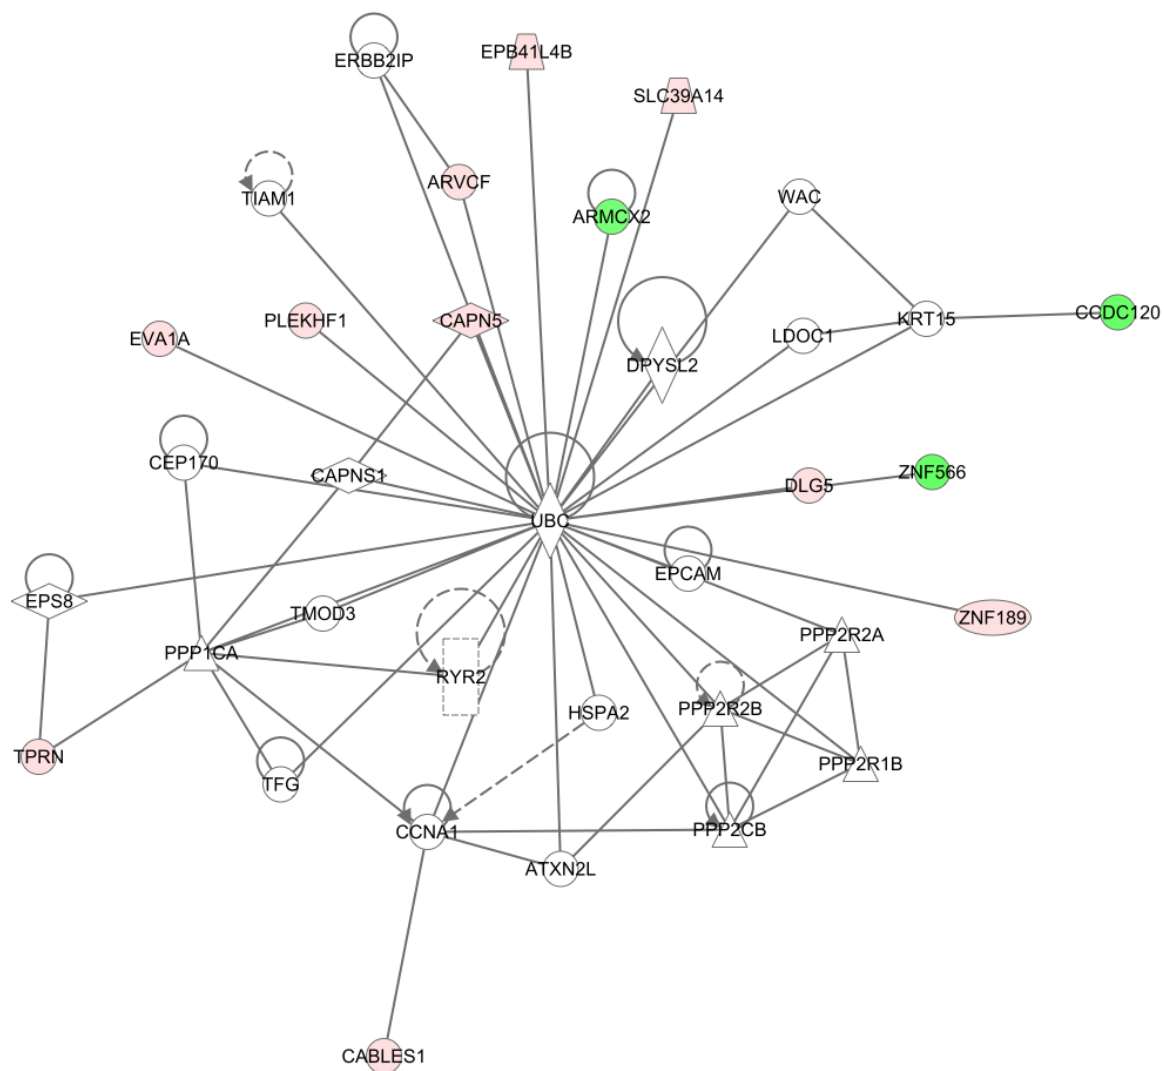 EPB41L4B
ERBB2IP
SLC39A14
ARVCF
TIAM1
WAC
ARMCX2
CCDC120
PLEKHF1
CAPN5
KRT15
EVA1A
LDOC1
DPYSL2
CEP170
CAPNS1
ZNF566
DLG5
UBC
EPCAM
EPS8
TMOD3
ZNF189
PPP2R2A
PPP1CA
RYR2
HSPA2
PPP2R2B
TPRN
PPP2R1B
TFG
CCNA1
PPP2CB
ATXN2L
CABLES1